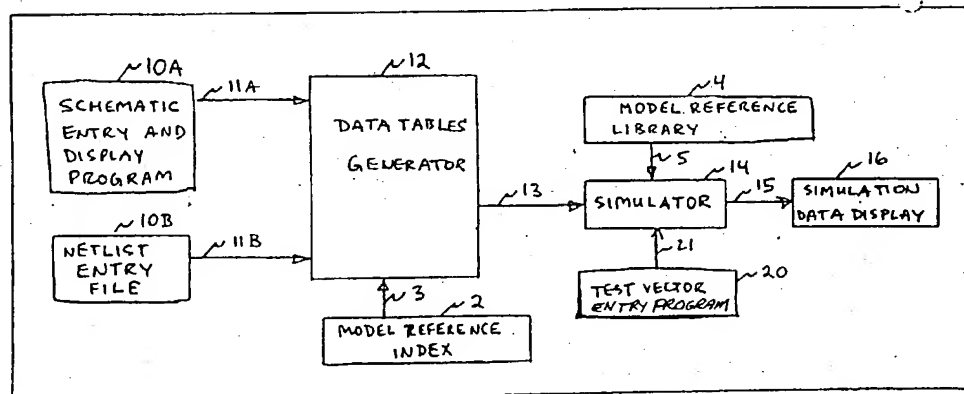 10A
SCHEMATIC
ENTRY AND
DISPLAY
PROGRAM
11A
10B
NETLIST
ENTRY
FILE
11B
12
DATA TABLES
GENERATOR
3
2
MODEL REFERENCE
INDEX
13
4
MODEL REFERENCE
LIBRARY
5
14
SIMULATOR
15
16
SIMULATION
DATA DISPLAY
21
20
TEST VECTOR
ENTRY PROGRAM